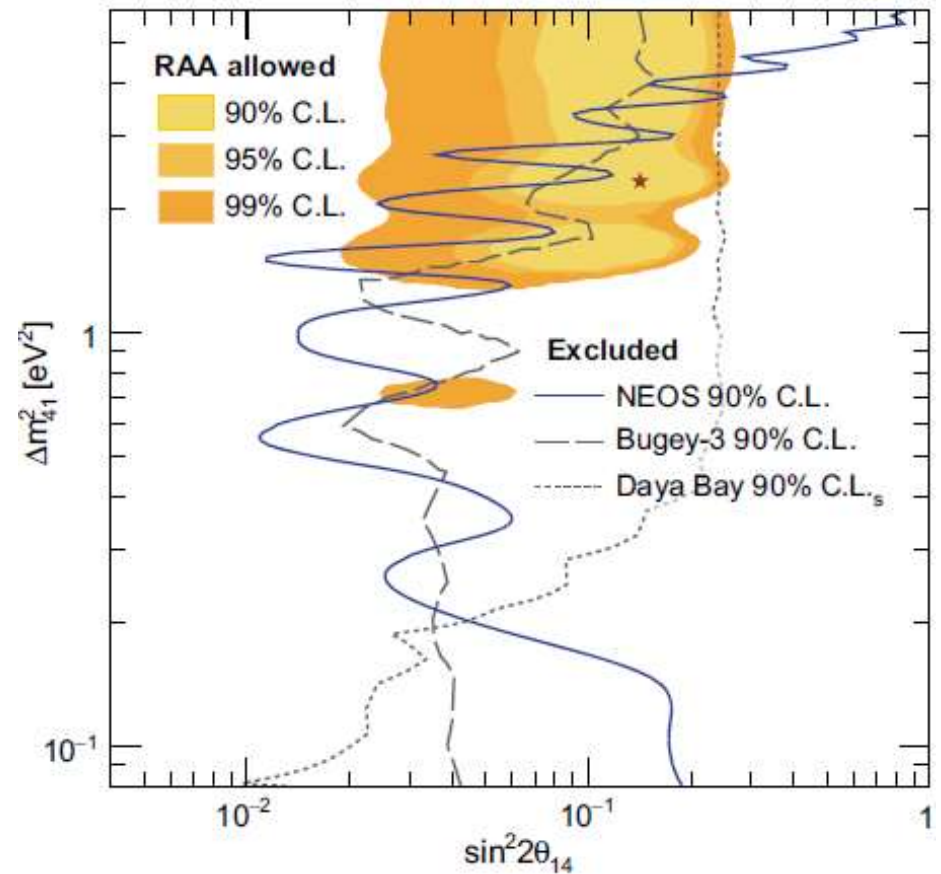 RAA allowed
90% C.L.
95% C.L.
99% C.L.
Excluded
NEOS 90% C.L.
Bugey-3 90% C.L.
Daya Bay 90% C.L.ₛ
Δm²₄₁ [eV²]
1
10⁻¹
10⁻²
10⁻¹
1
sin²2θ₁₄